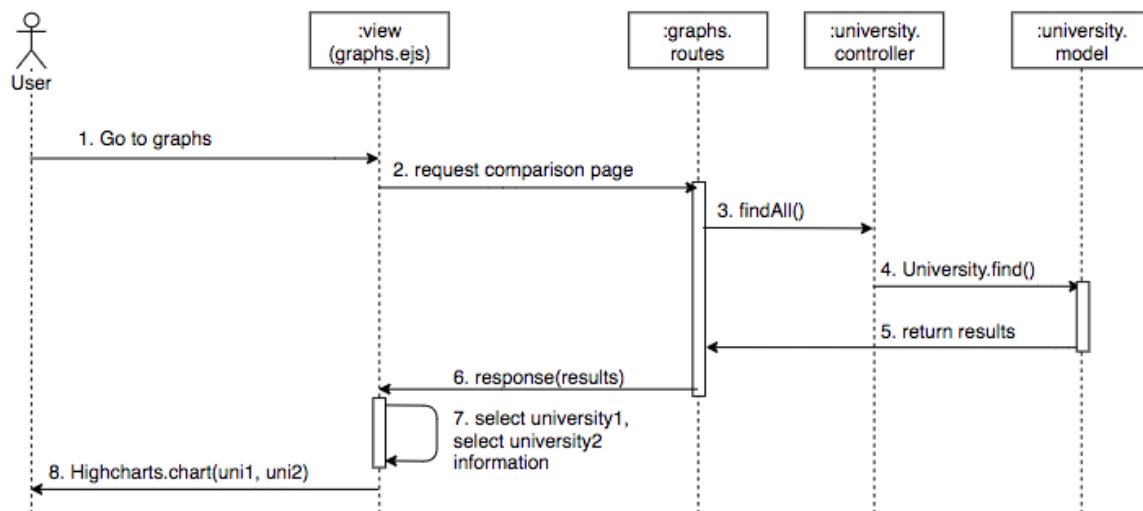 User
:view
(graphs.ejs)
:graphs.
routes
:university.
controller
:university.
model
1. Go to graphs
2. request comparison page
3. findAll()
4. University.find()
5. return results
6. response(results)
7. select university1,
select university2
information
8. Highcharts.chart(uni1, uni2)